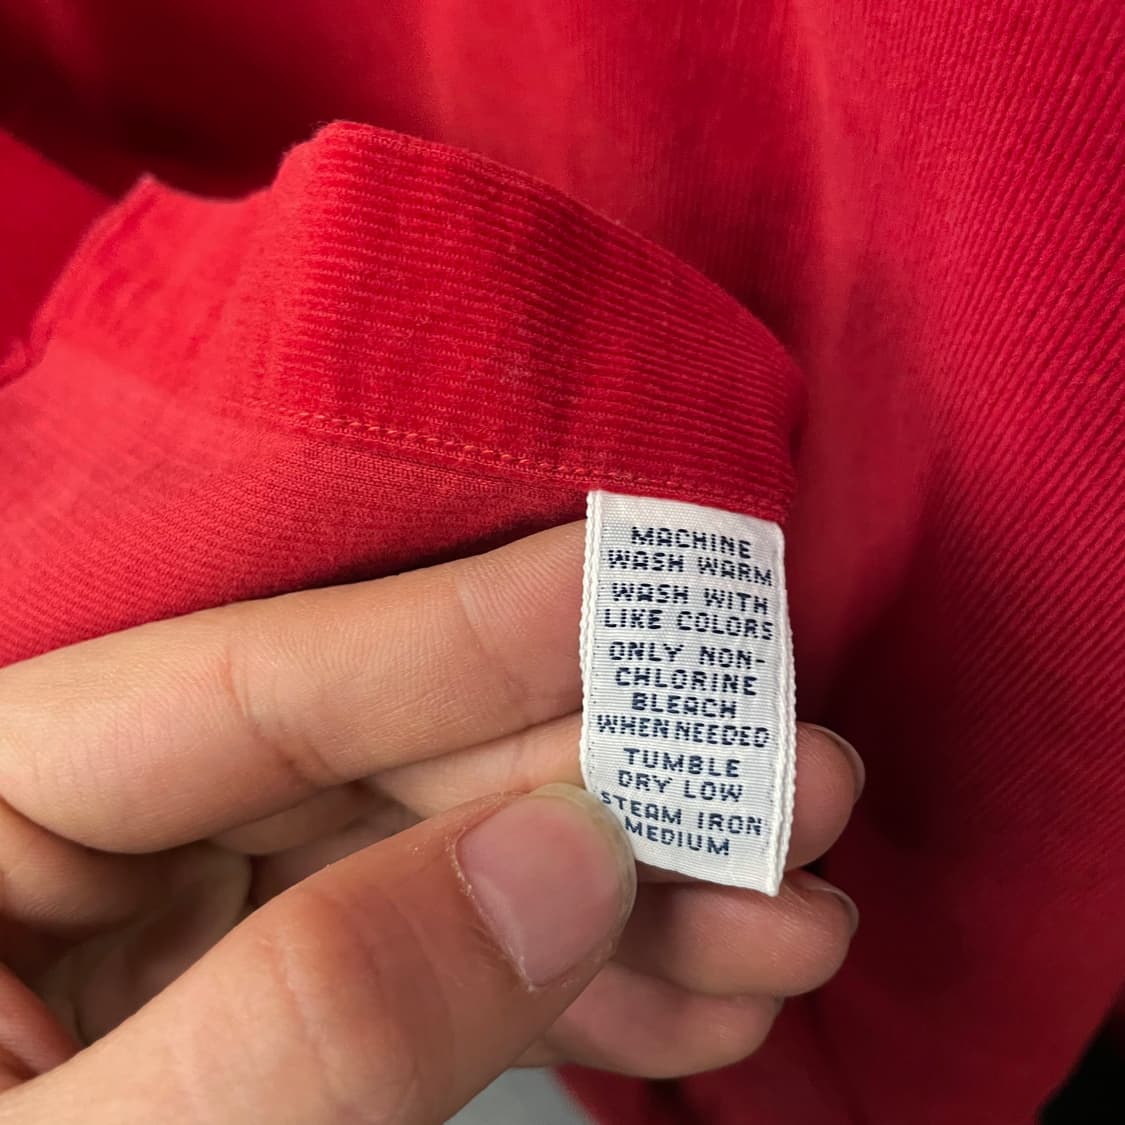 MACHINE
WASH WARM
WASH WITH
LIKE COLORS
ONLY NON-
CHLORINE
BLEACH
WHEN NEEDED
TUMBLE
DRY LOW
STEAM IRON
MEDIUM